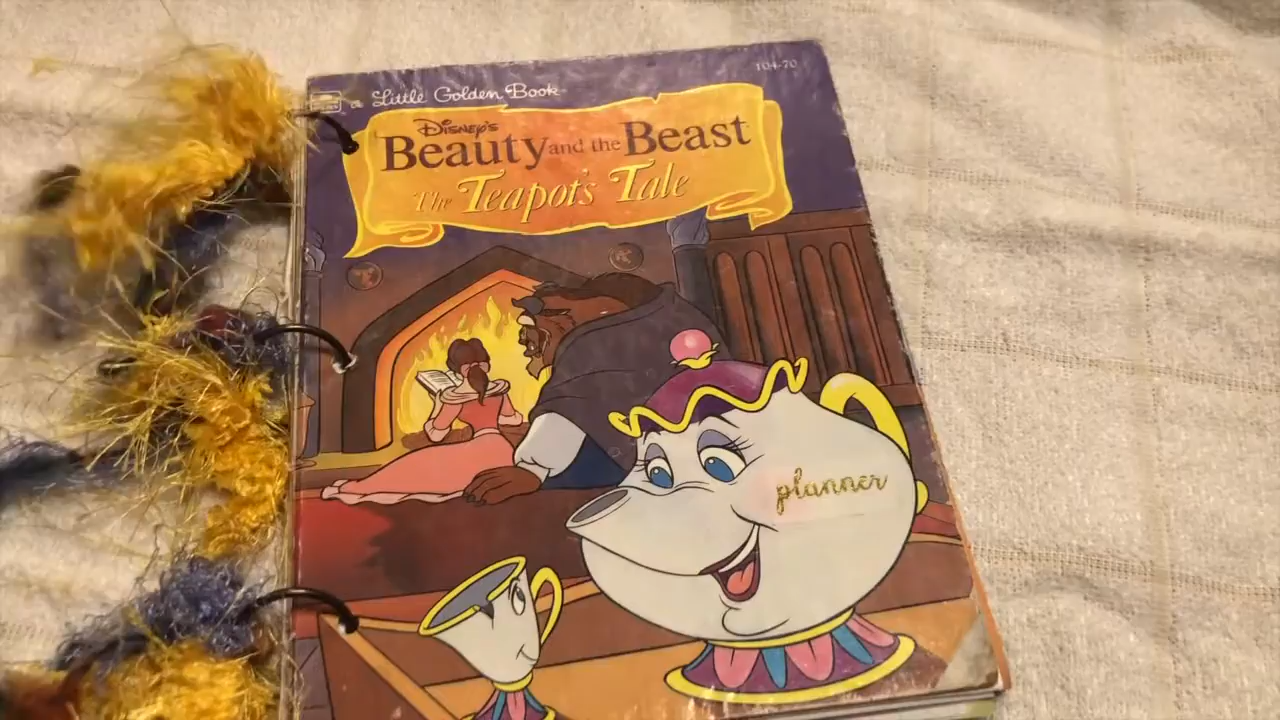 104-70
a Little Golden Book
DISNEY'S
Beauty and the Beast
The Teapot's Tale
planner